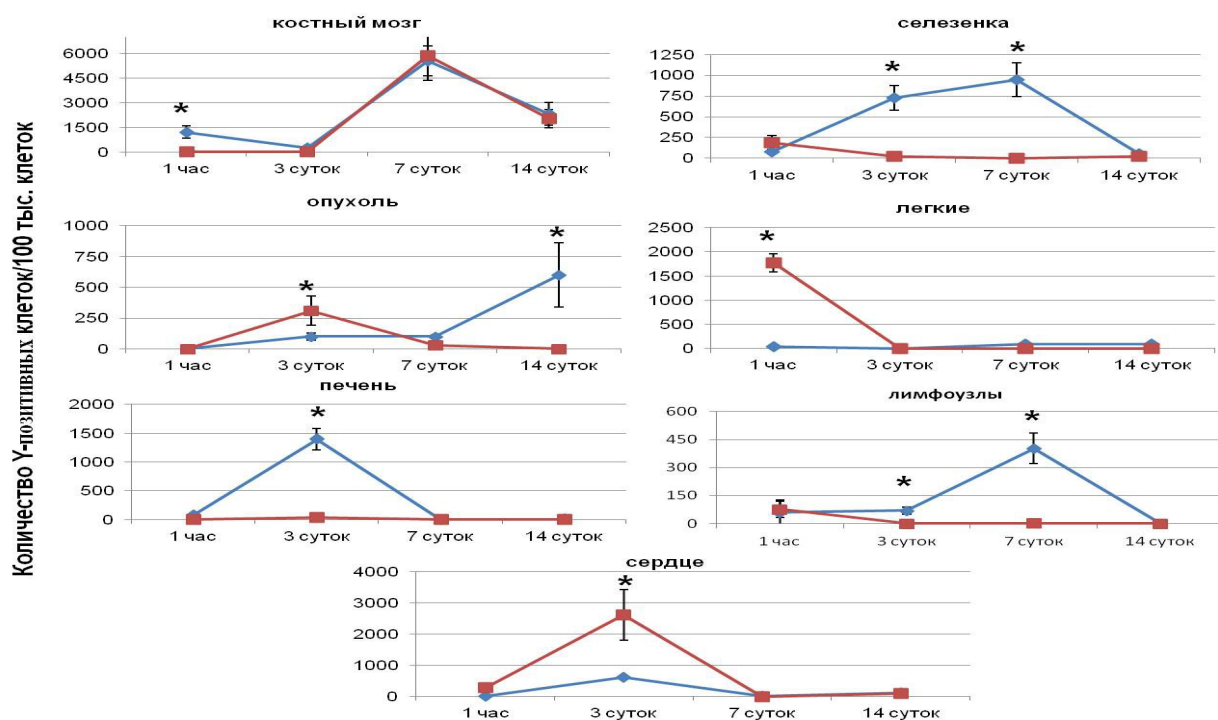 Количество Y-позитивных клеток/100 тыс. клеток
костный мозг
6000
4500
3000
1500
0
*
1 час 3 суток 7 суток 14 суток
селезенка
1250
1000
750
500
250
0
* *
1 час 3 суток 7 суток 14 суток
опухоль
1000
750
500
250
0
* *
1 час 3 суток 7 суток 14 суток
легкие
2500
2000
1500
1000
500
0
*
1 час 3 суток 7 суток 14 суток
печень
2000
1500
1000
500
0
*
1 час 3 суток 7 суток 14 суток
лимфоузлы
600
450
300
150
0
* *
1 час 3 суток 7 суток 14 суток
сердце
4000
3000
2000
1000
0
*
1 час 3 суток 7 суток 14 суток